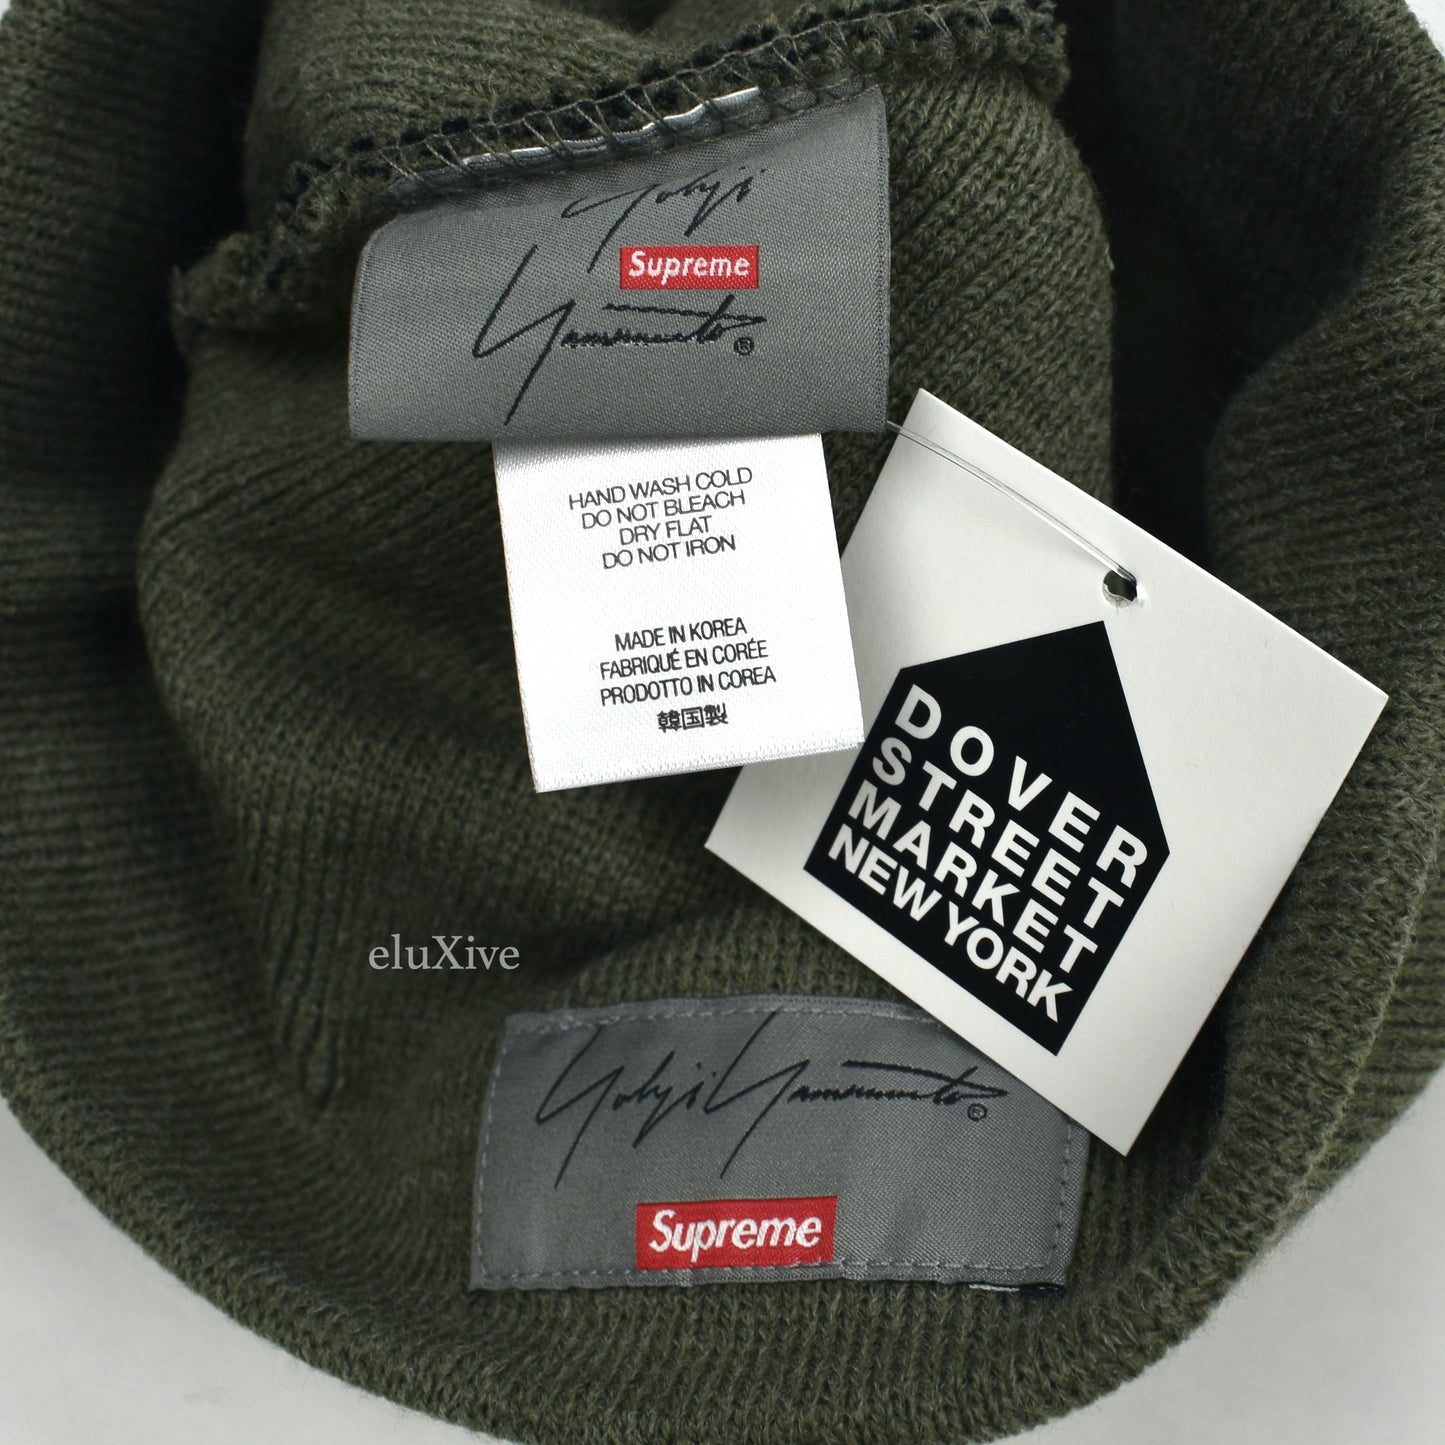 Yohji
Supreme
Yamamoto®
HAND WASH COLD
DO NOT BLEACH
DRY FLAT
DO NOT IRON
MADE IN KOREA
FABRIQUÉ EN CORÉE
PRODOTTO IN COREA
韓国製
DOVER
STREET
MARKET
NEW YORK
eluXive
Yohji Yamamoto®
Supreme